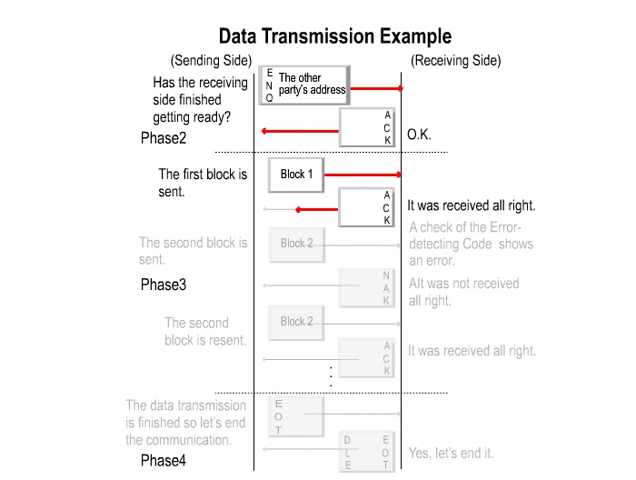 Data Transmission Example
(Sending Side)
(Receiving Side)
Has the receiving
side finished
getting ready?
E
N
Q
The other
party's address
Phase2
A
C
K
O.K.
The first block is
sent.
Block 1
A
C
K
It was received all right.
The second block is
sent.
Block 2
A check of the Error-
detecting Code shows
an error.
Phase3
N
A
K
AIt was not received
all right.
The second
block is resent.
Block 2
A
C
K
It was received all right.
The data transmission
is finished so let's end
the communication.
E
O
T
Phase4
D E
L O
E T
Yes, let's end it.